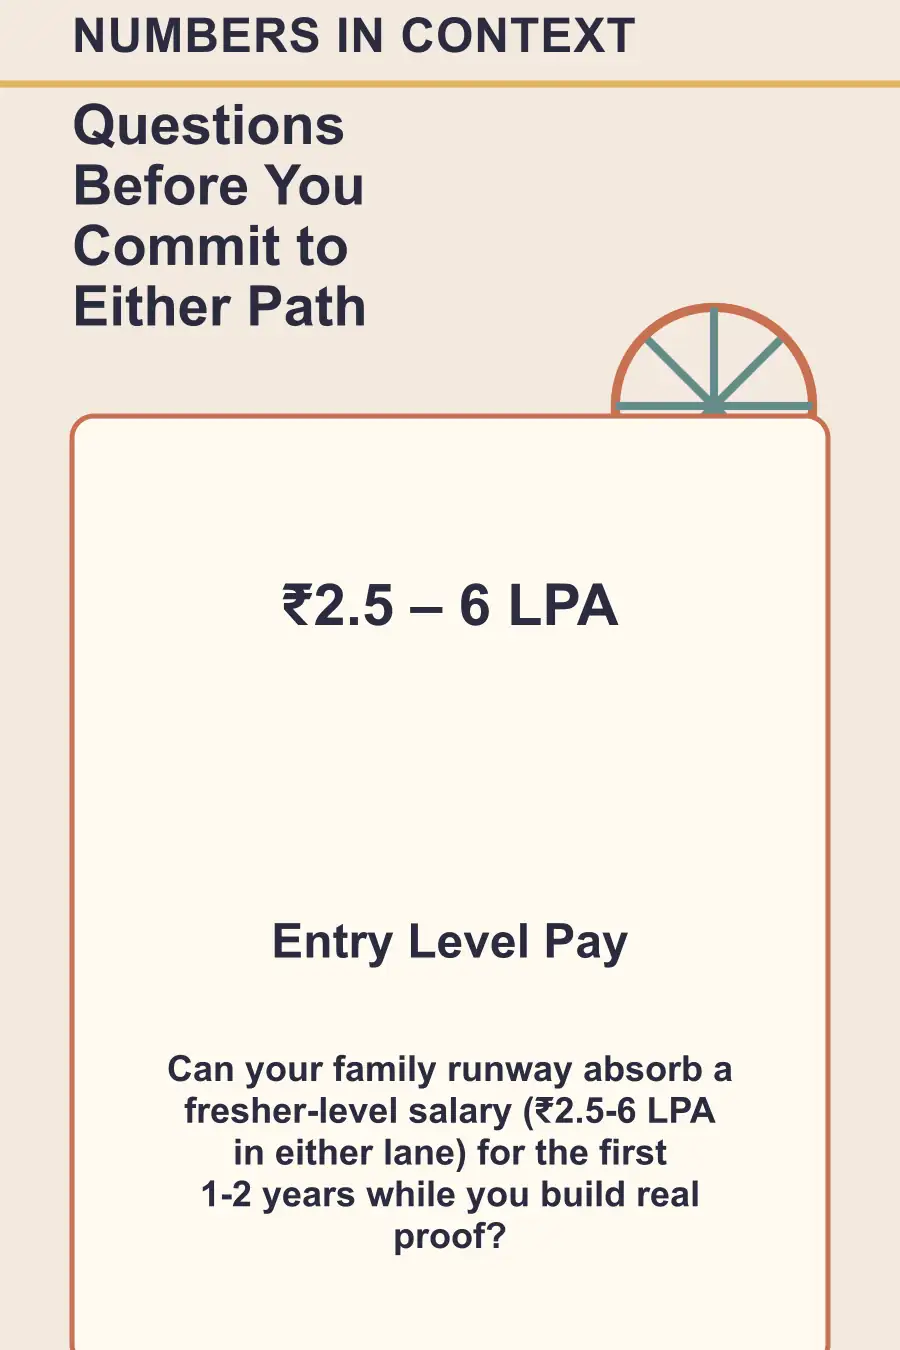 NUMBERS IN CONTEXT
Questions
Before You
Commit to
Either Path
₹2.5 – 6 LPA
Entry Level Pay
Can your family runway absorb a
fresher-level salary (₹2.5-6 LPA
in either lane) for the first
1-2 years while you build real
proof?